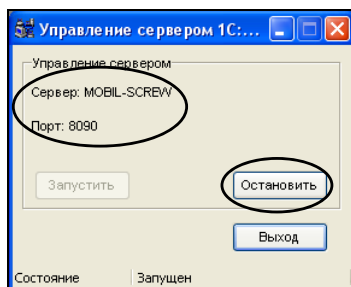 Управление сервером 1С:...
Управление сервером
Сервер: MOBIL-SCREW
Порт: 8090
Запустить Остановить
Выход
Состояние Запущен